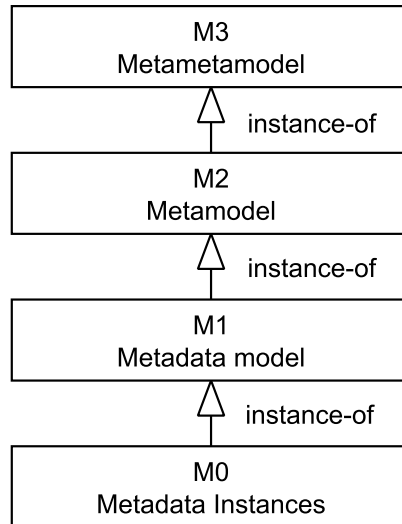 M3
Metametamodel
instance-of
M2
Metamodel
instance-of
M1
Metadata model
instance-of
M0
Metadata Instances